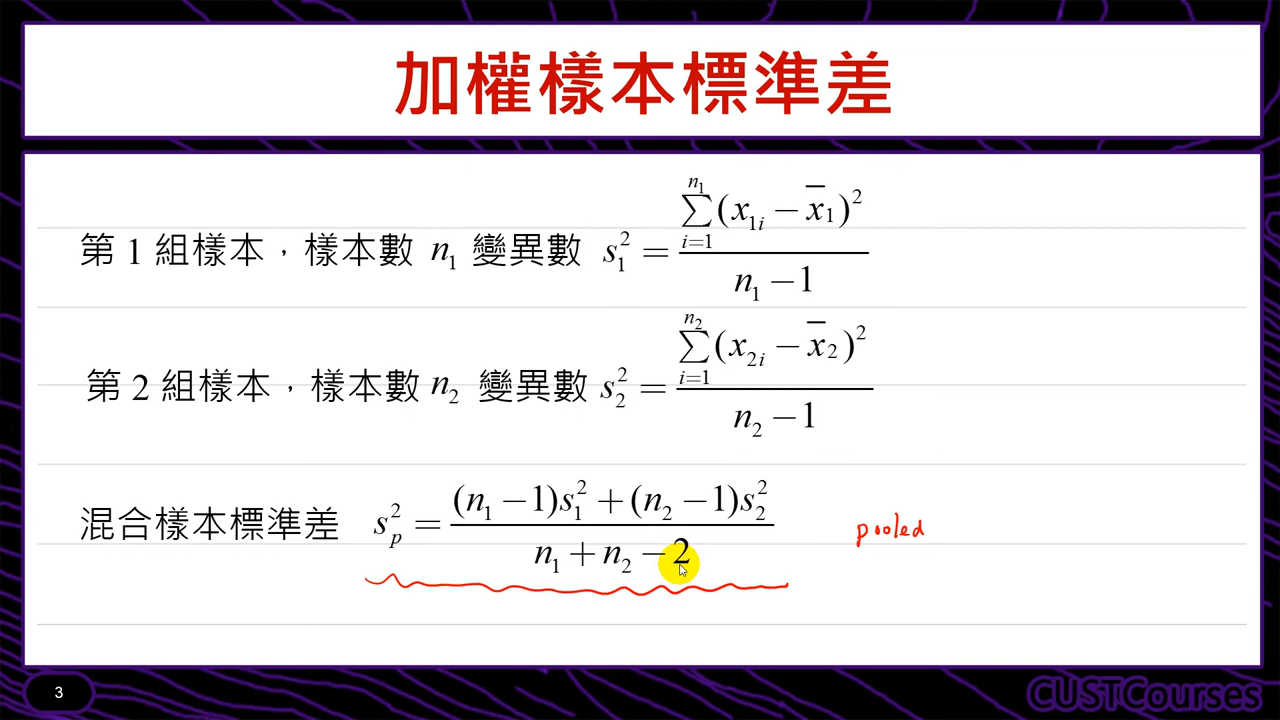 加權樣本標準差
第 1 組樣本，樣本數 n₁ 變異數 s₁² = ∑ᵢ₌₁ⁿ¹ (x₁ᵢ − x̄₁)² / (n₁ − 1)
第 2 組樣本，樣本數 n₂ 變異數 s₂² = ∑ᵢ₌₁ⁿ² (x₂ᵢ − x̄₂)² / (n₂ − 1)
混合樣本標準差 sₚ² = ((n₁ − 1)s₁² + (n₂ − 1)s₂²) / (n₁ + n₂ − 2) pooled
3
CUSTCourses